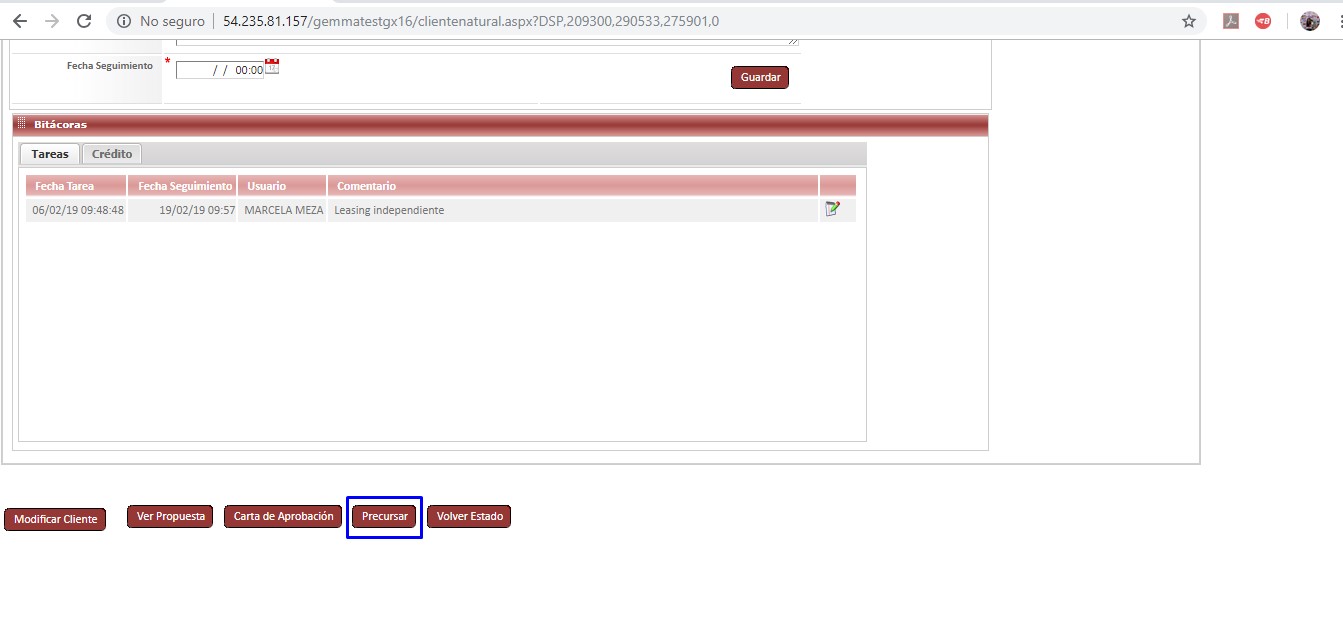 No seguro
54.235.81.157/gemmatestgx16/clientenatural.aspx?DSP,209300,290533,275901,0
Fecha Seguimiento * / / 00:00
Guardar
Bitácoras
Tareas Crédito
Fecha Tarea Fecha Seguimiento Usuario Comentario
06/02/19 09:48:48 19/02/19 09:57 MARCELA MEZA Leasing independiente
Modificar Cliente Ver Propuesta Carta de Aprobación Precursar Volver Estado